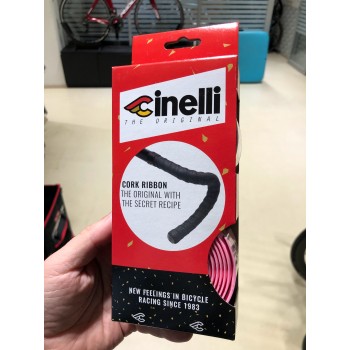 cinelli
THE ORIGINAL
CORK RIBBON
THE ORIGINAL WITH
THE SECRET RECIPE
NEW FEELINGS IN BICYCLE
RACING SINCE 1983